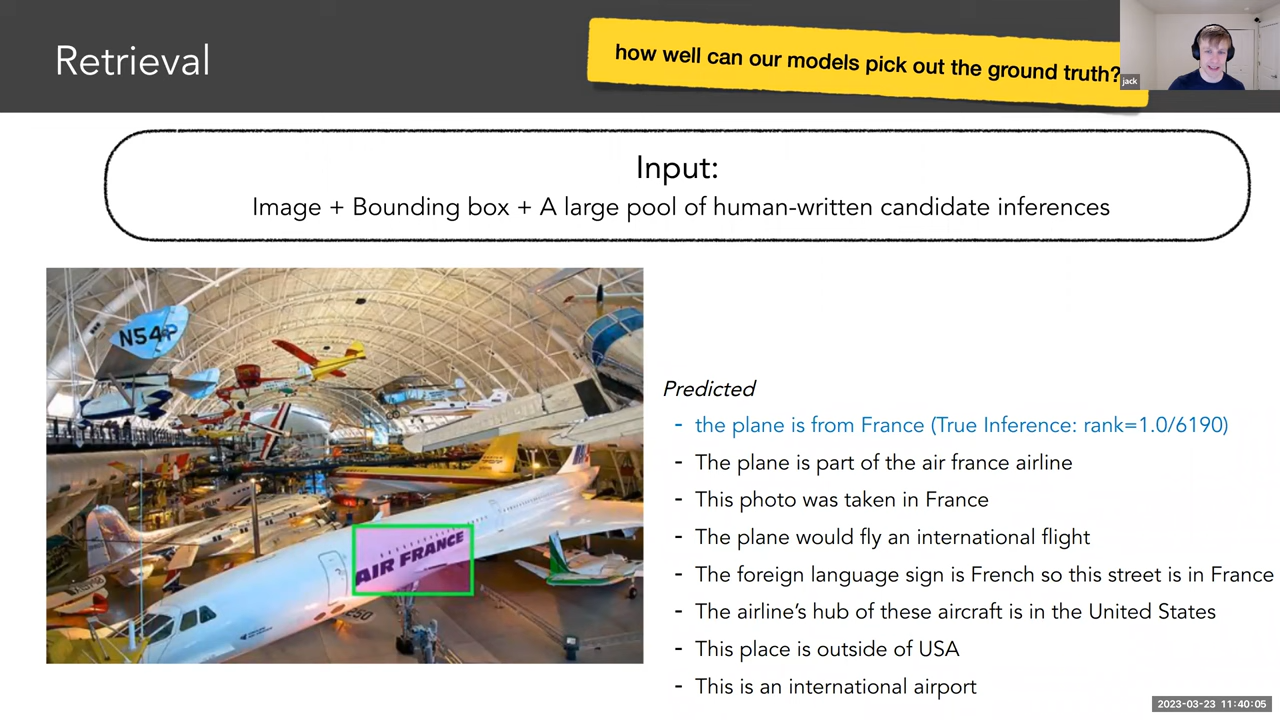 Retrieval
how well can our models pick out the ground truth?
jack
Input:
Image + Bounding box + A large pool of human-written candidate inferences
N54P
AIR FRANCE
Predicted
- the plane is from France (True Inference: rank=1.0/6190)
- The plane is part of the air france airline
- This photo was taken in France
- The plane would fly an international flight
- The foreign language sign is French so this street is in France
- The airline's hub of these aircraft is in the United States
- This place is outside of USA
- This is an international airport
2023-03-23 11:40:05